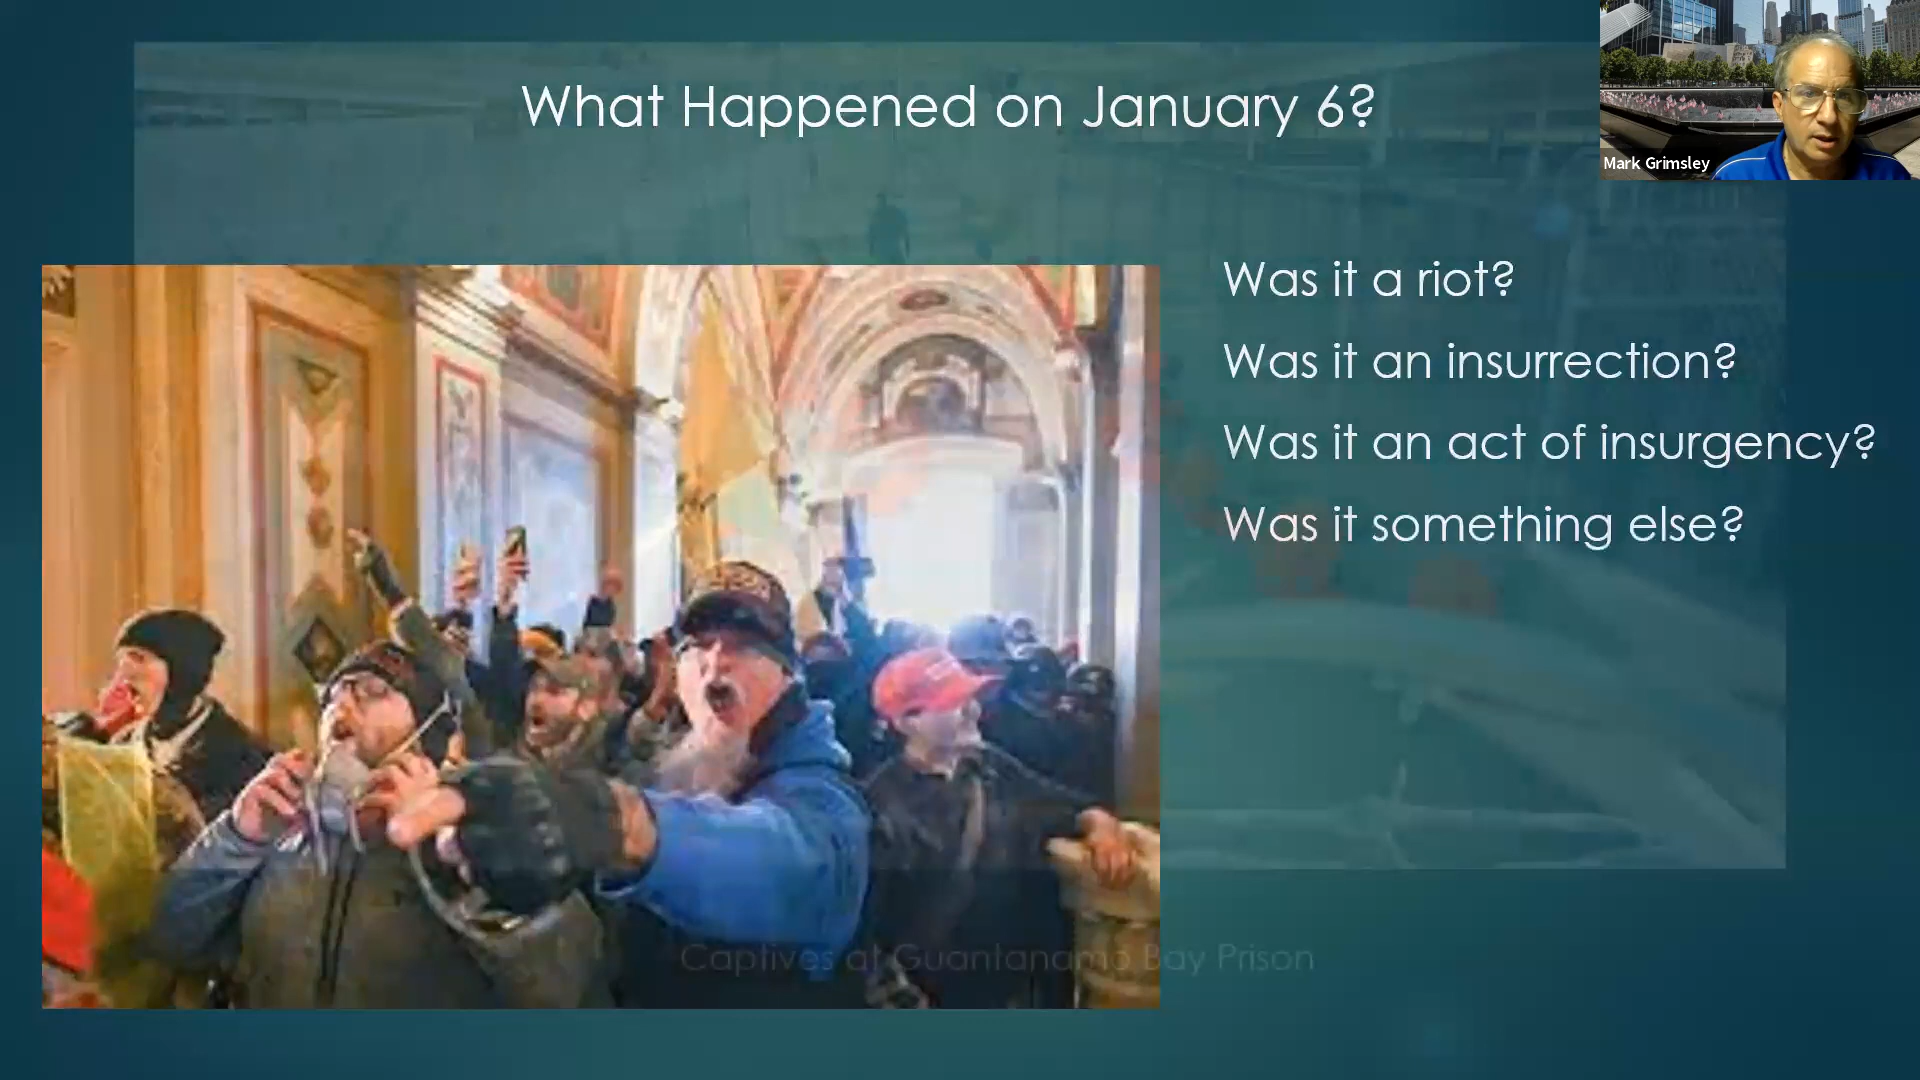 What Happened on January 6?
Mark Grimsley
Was it a riot?
Was it an insurrection?
Was it an act of insurgency?
Was it something else?
Captives at Guantanamo Bay Prison